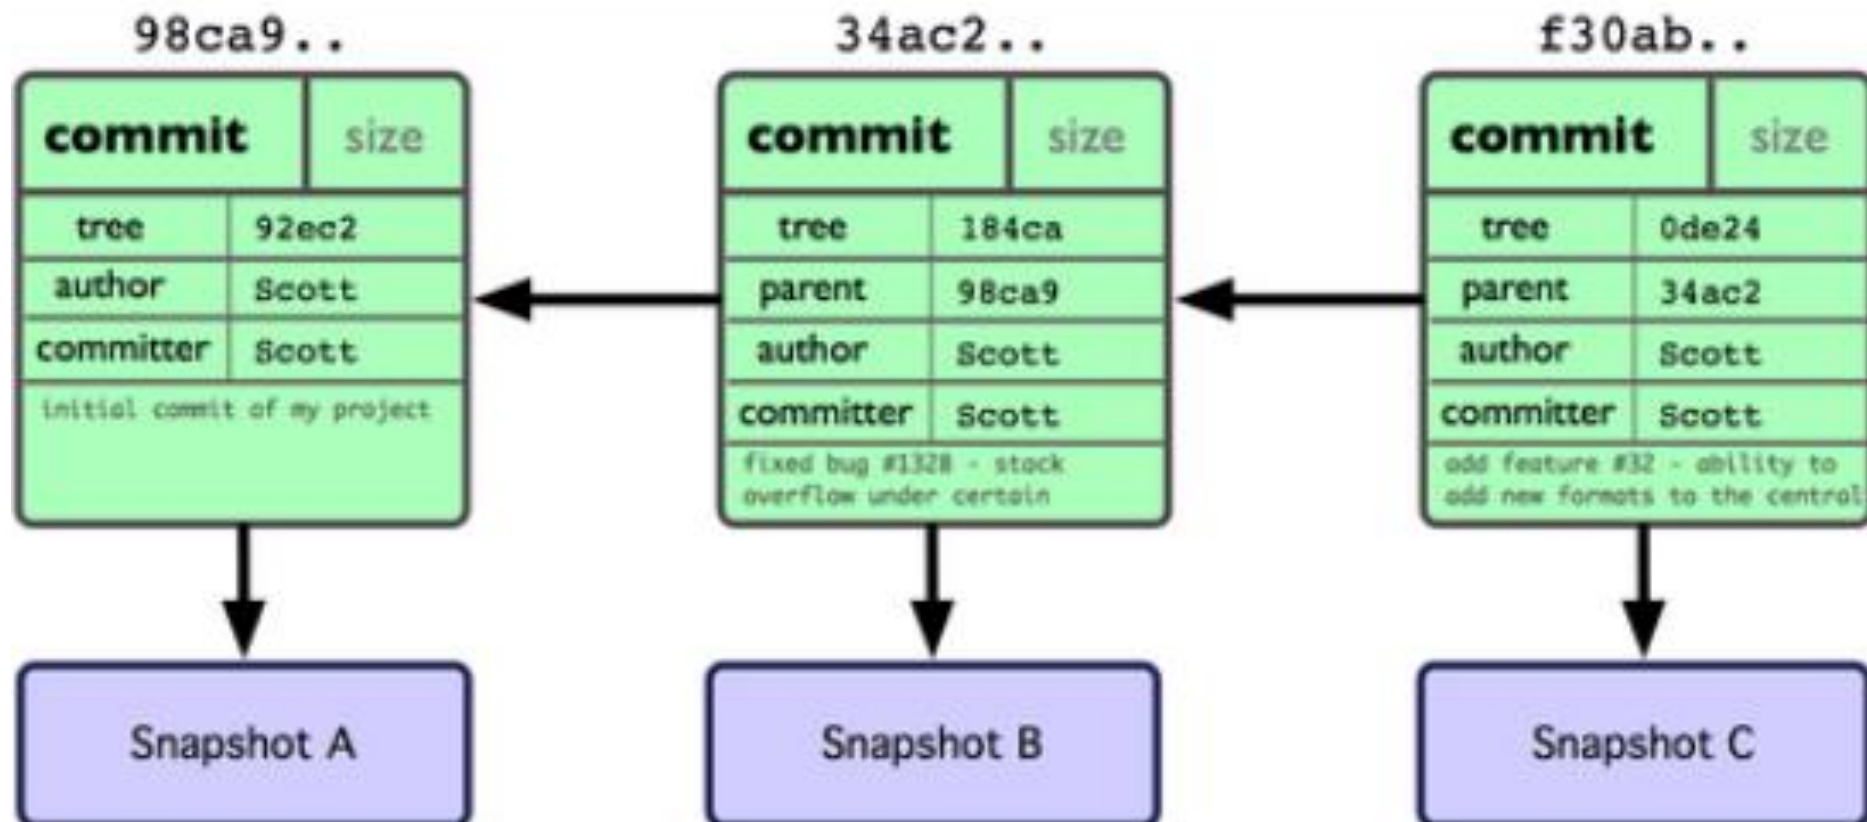 98ca9..
commit size
tree 92ec2
author Scott
committer Scott
initial commit of my project
Snapshot A
34ac2..
commit size
tree 184ca
parent 98ca9
author Scott
committer Scott
fixed bug #1328 - stack
overflow under certain
Snapshot B
f30ab..
commit size
tree 0de24
parent 34ac2
author Scott
committer Scott
add feature #32 - ability to
add new formats to the central
Snapshot C